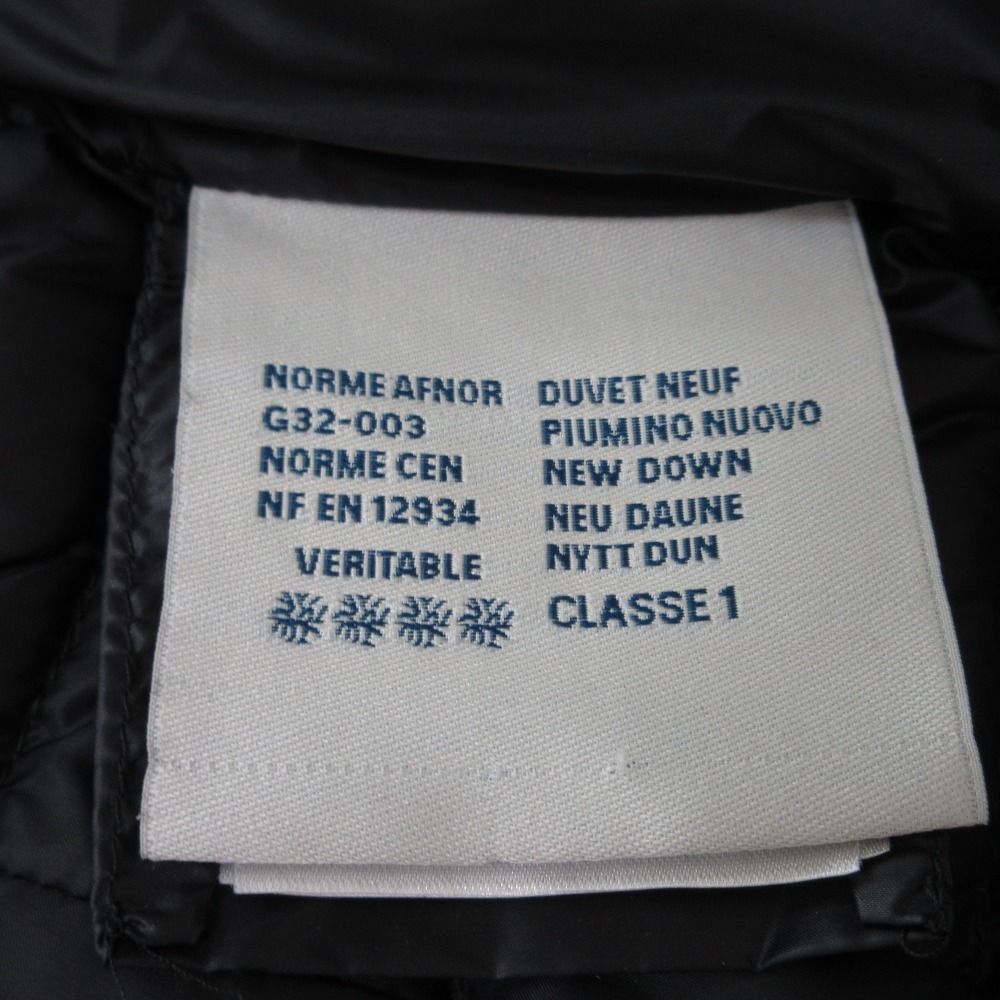 NORME AFNOR
G32-003
NORME CEN
NF EN 12934
VERITABLE
DUVET NEUF
PIUMINO NUOVO
NEW DOWN
NEU DAUNE
NYTT DUN
CLASSE 1